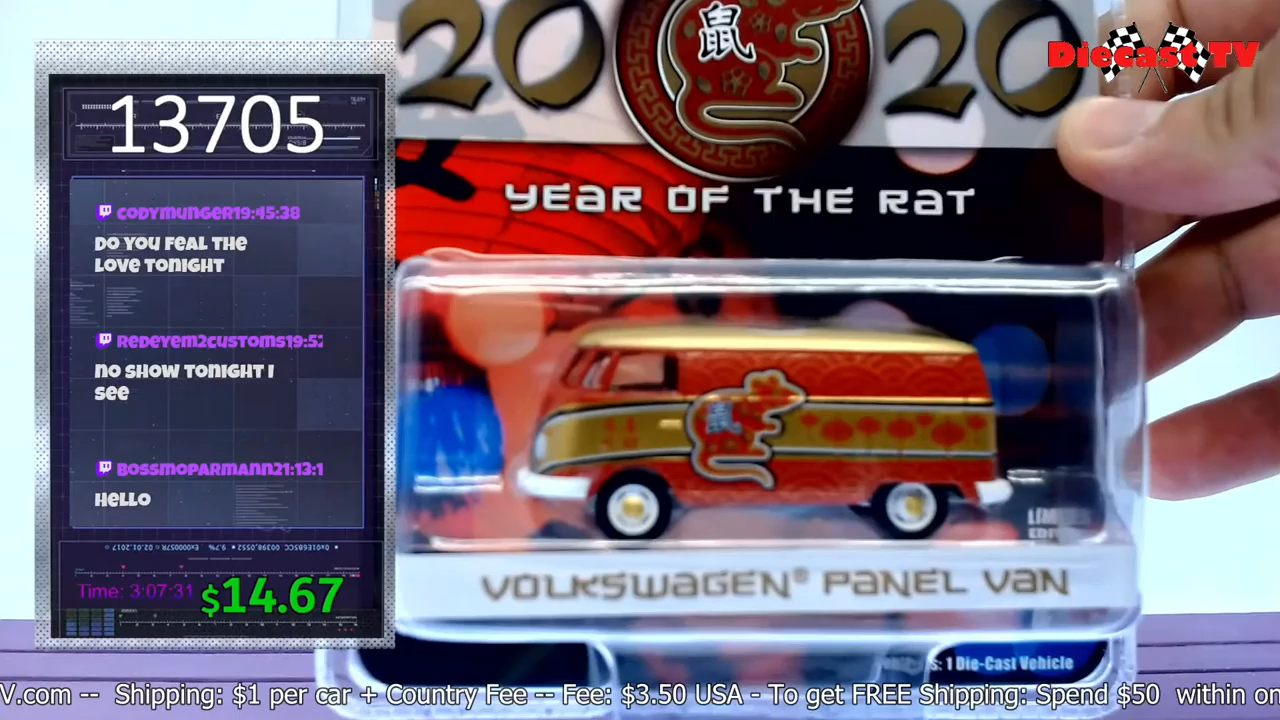 20 鼠 20
Diecast TV
13705
YEAR OF THE RAT
codymunger19:45:38
Do you feal the
love tonight
Redeyem2customs19:52
no show tonight I
see
鼠
Bossmoparmann21:13:1
Hello
Time: 3:07:31 $14.67
VOLKSWAGEN® PANEL VAN
s: 1 Die-Cast Vehicle
V.com -- Shipping: $1 per car + Country Fee -- Fee: $3.50 USA - To get FREE Shipping: Spend $50 within on